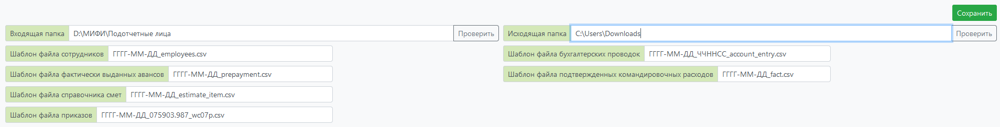 Сохранить
Входящая папка D:\МИФИ\Подотчетные лица Проверить Исходящая папка C:\Users\Downloads Проверить
Шаблон файла сотрудников ГГГГ-ММ-ДД_employees.csv Шаблон файла бухгалтерских проводок ГГГГ-ММ-ДД_ЧЧННСС_account_entry.csv
Шаблон файла фактически выданных авансов ГГГГ-ММ-ДД_prepayment.csv Шаблон файла подтвержденных командировочных расходов ГГГГ-ММ-ДД_fact.csv
Шаблон файла справочника смет ГГГГ-ММ-ДД_estimate_item.csv
Шаблон файла приказов ГГГГ-ММ-ДД_075903.987_wc07p.csv